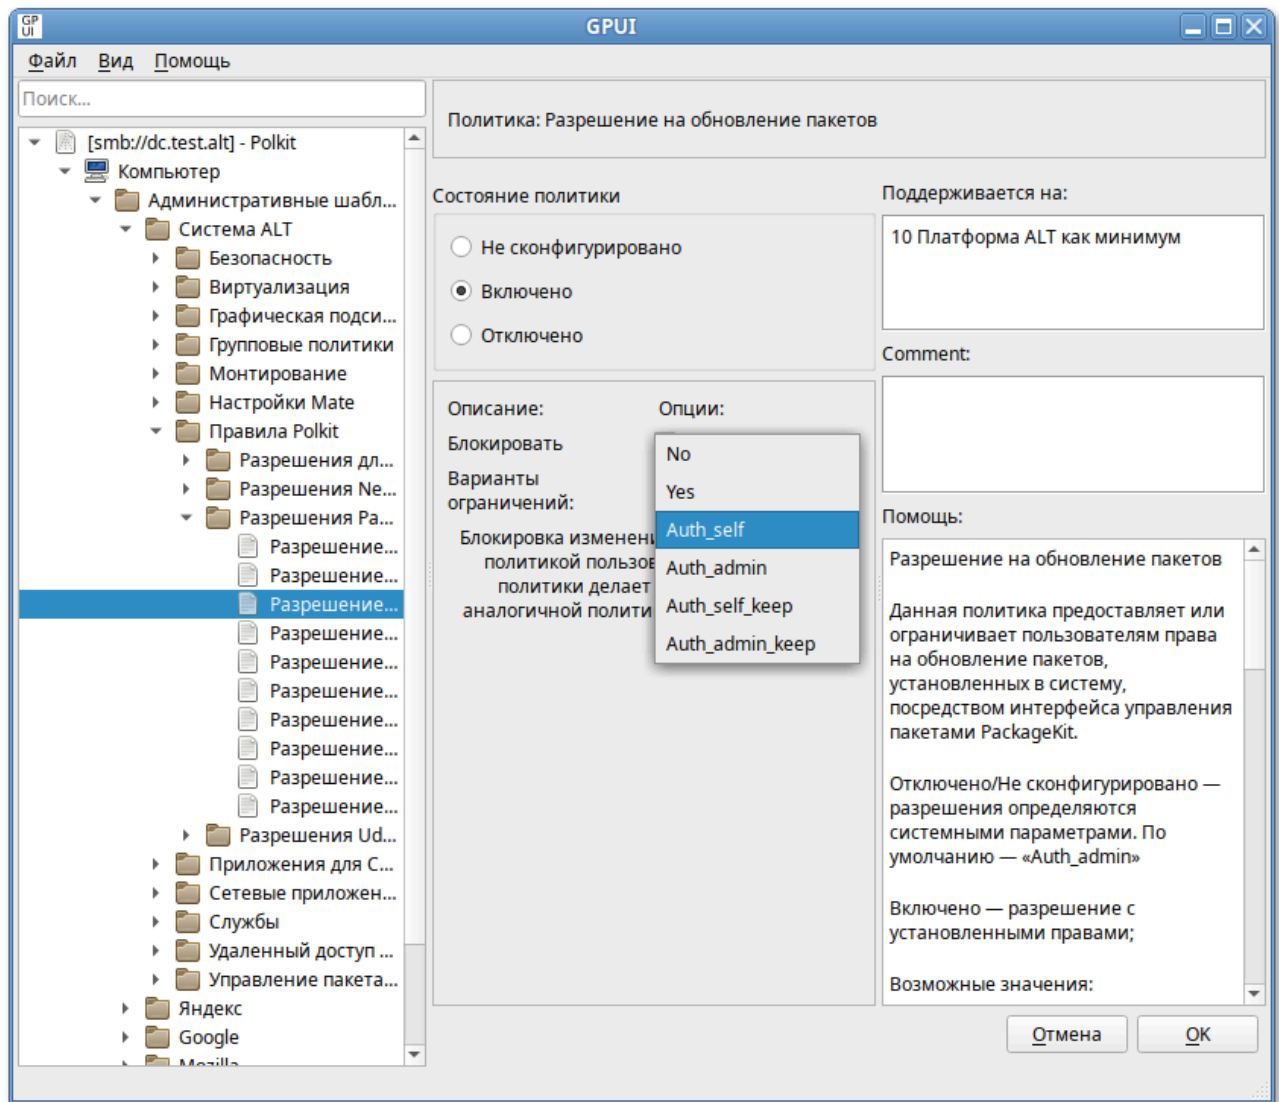 GP
UI
GPUI
Файл Вид Помощь
Поиск...
[smb://dc.test.alt] - Polkit
Компьютер
Административные шабл...
Система ALT
Безопасность
Виртуализация
Графическая подси...
Групповые политики
Монтирование
Настройки Mate
Правила Polkit
Разрешения дл...
Разрешения Ne...
Разрешения Pa...
Разрешение...
Разрешение...
Разрешение...
Разрешение...
Разрешение...
Разрешение...
Разрешение...
Разрешение...
Разрешение...
Разрешение...
Разрешения Ud...
Приложения для С...
Сетевые приложен...
Службы
Удаленный доступ ...
Управление пакета...
Яндекс
Google
Mozilla
Политика: Разрешение на обновление пакетов
Состояние политики
Не сконфигурировано
Включено
Отключено
Описание: Опции:
Блокировать
Варианты
ограничений:
Блокировка изменени
политикой пользов
политики делает
аналогичной полити
No
Yes
Auth_self
Auth_admin
Auth_self_keep
Auth_admin_keep
Поддерживается на:
10 Платформа ALT как минимум
Comment:
Помощь:
Разрешение на обновление пакетов
Данная политика предоставляет или
ограничивает пользователям права
на обновление пакетов,
установленных в систему,
посредством интерфейса управления
пакетами PackageKit.
Отключено/Не сконфигурировано —
разрешения определяются
системными параметрами. По
умолчанию — «Auth_admin»
Включено — разрешение с
установленными правами;
Возможные значения:
Отмена OK